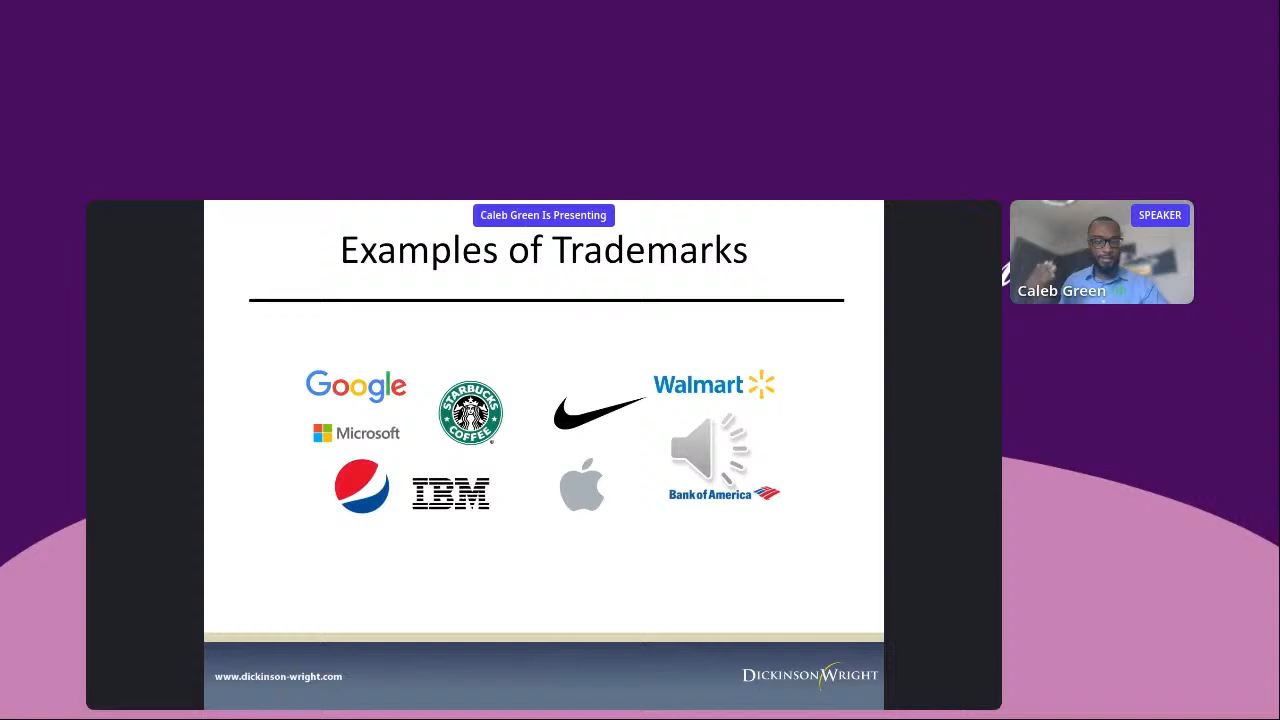 Caleb Green Is Presenting
SPEAKER
Examples of Trademarks
Caleb Green
Google
STARBUCKS
COFFEE
Walmart
Microsoft
IBM
Bank of America
www.dickinson-wright.com
DICKINSON WRIGHT